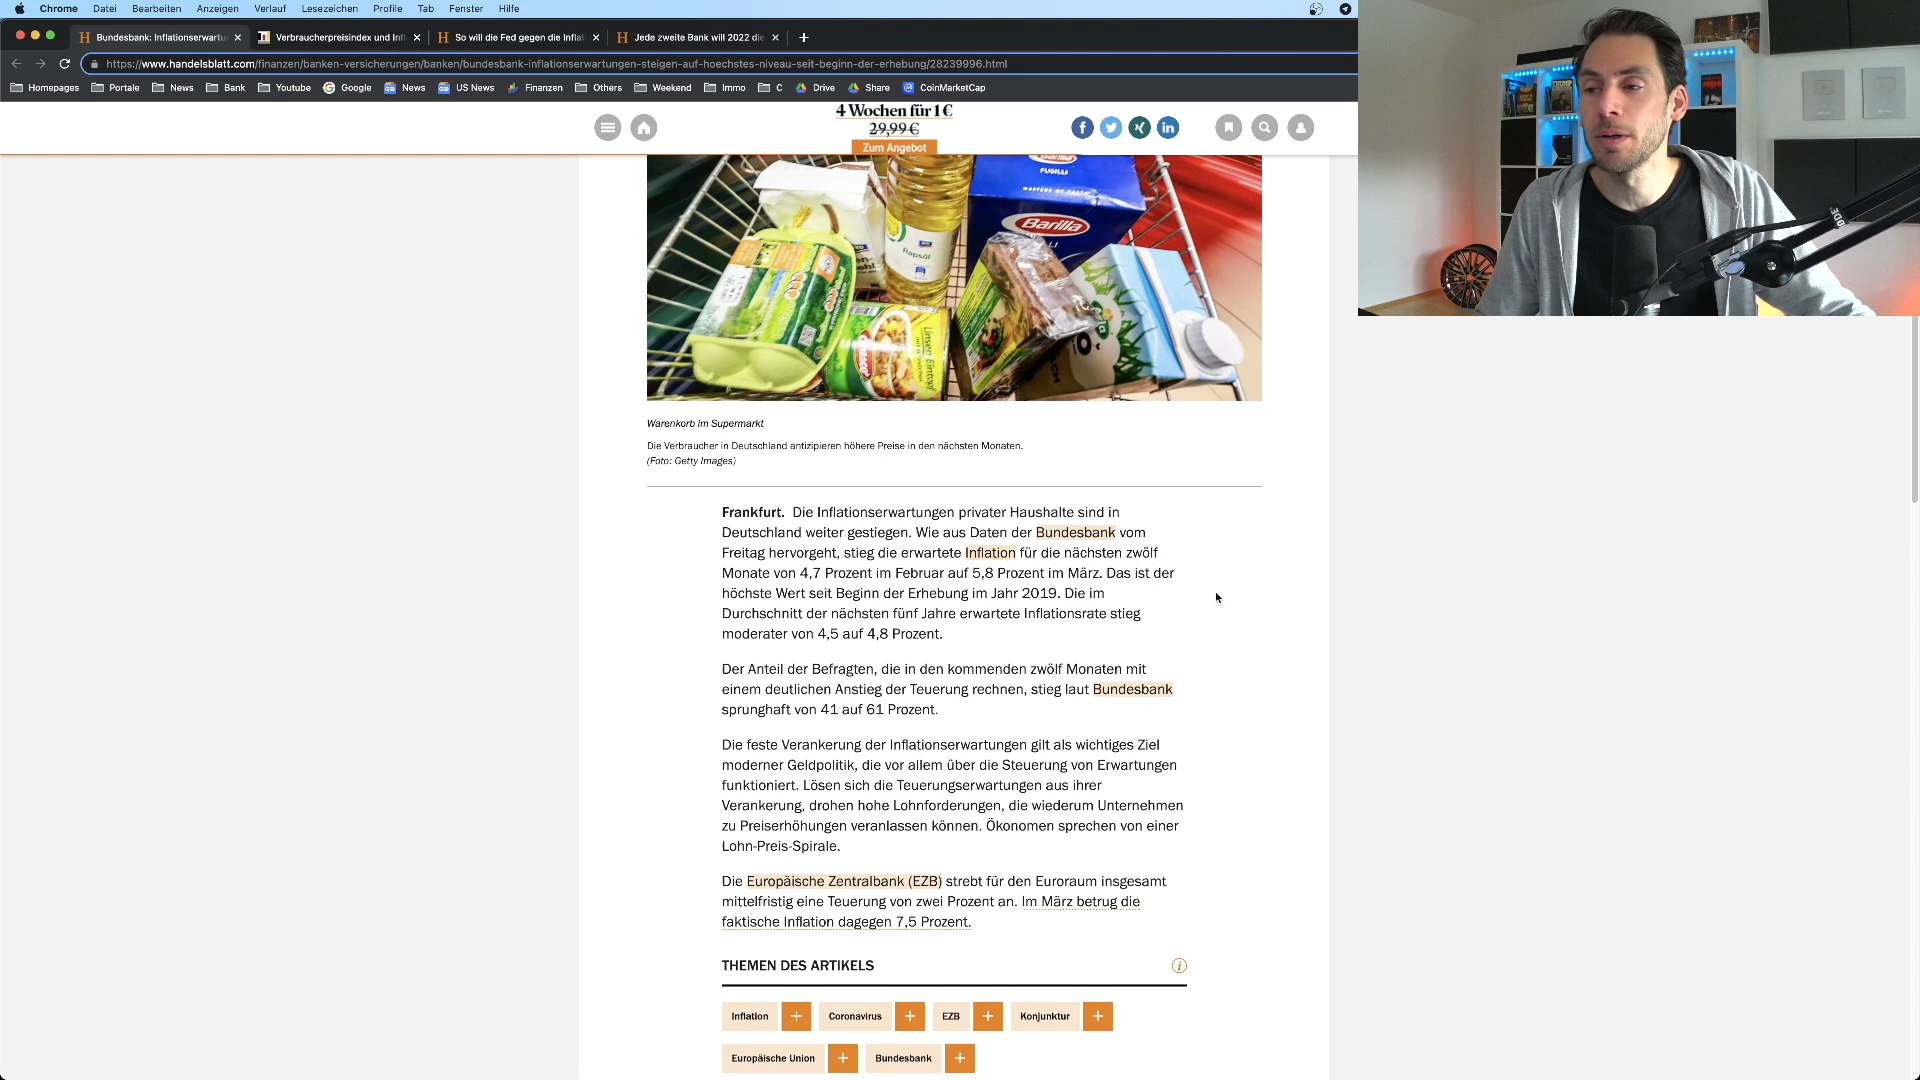 Chrome Datei Bearbeiten Anzeigen Verlauf Lesezeichen Profile Tab Fenster Hilfe
Bundesbank: Inflationserwartu
Verbraucherpreisindex und Infl
So will die Fed gegen die Inflat
Jede zweite Bank will 2022 die
https://www.handelsblatt.com/finanzen/banken-versicherungen/banken/bundesbank-inflationserwartungen-steigen-auf-hoechstes-niveau-seit-beginn-der-erhebung/28239996.html
Homepages Portale News Bank Youtube Google News US News Finanzen Others Weekend Immo C Drive Share CoinMarketCap
4 Wochen für 1 €
29,99 €
Zum Angebot
Barilla
FUSILLI
MASTERS OF PASTA
Barilla
Rapsöl
Linsen-Eintopf
Warenkorb im Supermarkt
Die Verbraucher in Deutschland antizipieren höhere Preise in den nächsten Monaten.
(Foto: Getty Images)
Frankfurt. Die Inflationserwartungen privater Haushalte sind in
Deutschland weiter gestiegen. Wie aus Daten der Bundesbank vom
Freitag hervorgeht, stieg die erwartete Inflation für die nächsten zwölf
Monate von 4,7 Prozent im Februar auf 5,8 Prozent im März. Das ist der
höchste Wert seit Beginn der Erhebung im Jahr 2019. Die im
Durchschnitt der nächsten fünf Jahre erwartete Inflationsrate stieg
moderater von 4,5 auf 4,8 Prozent.
Der Anteil der Befragten, die in den kommenden zwölf Monaten mit
einem deutlichen Anstieg der Teuerung rechnen, stieg laut Bundesbank
sprunghaft von 41 auf 61 Prozent.
Die feste Verankerung der Inflationserwartungen gilt als wichtiges Ziel
moderner Geldpolitik, die vor allem über die Steuerung von Erwartungen
funktioniert. Lösen sich die Teuerungserwartungen aus ihrer
Verankerung, drohen hohe Lohnforderungen, die wiederum Unternehmen
zu Preiserhöhungen veranlassen können. Ökonomen sprechen von einer
Lohn-Preis-Spirale.
Die Europäische Zentralbank (EZB) strebt für den Euroraum insgesamt
mittelfristig eine Teuerung von zwei Prozent an. Im März betrug die
faktische Inflation dagegen 7,5 Prozent.
THEMEN DES ARTIKELS
Inflation + Coronavirus + EZB + Konjunktur +
Europäische Union + Bundesbank +